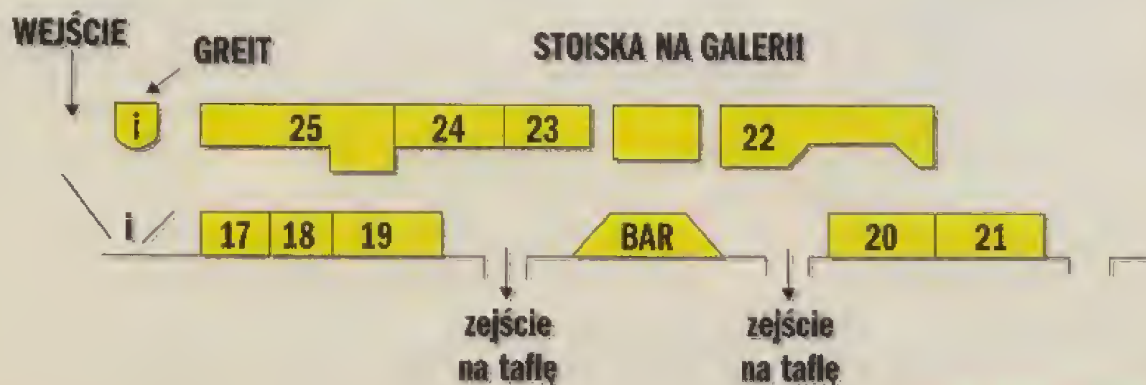 WEJŚCIE
GREIT
STOISKA NA GALERII
i
25
24
23
22
i
17
18
19
BAR
20
21
zejście
na taflę
zejście
na taflę